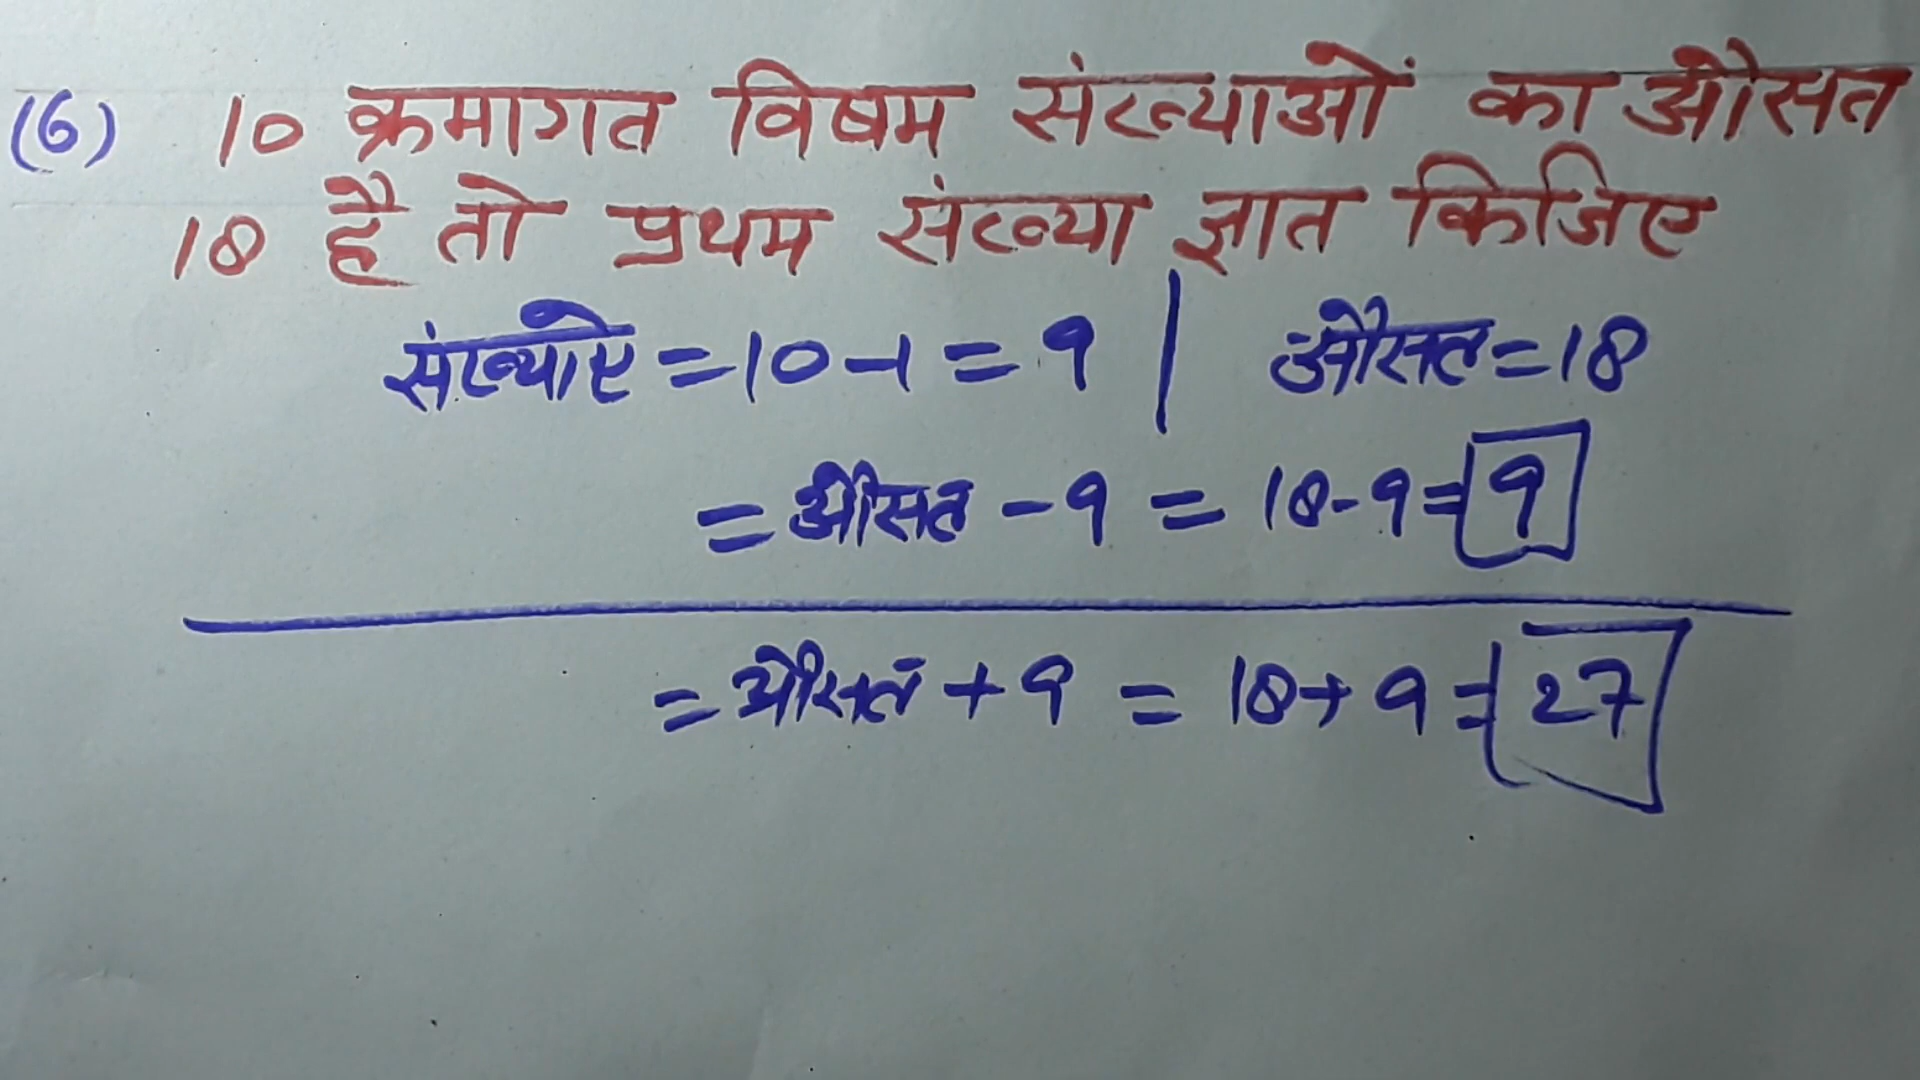 (6) 10 क्रमागत विषम संख्याओं का औसत
18 है तो प्रथम संख्या ज्ञात किजिए
संख्याऐ = 10 - 1 = 9 | औसत = 18
= औसत - 9 = 18 - 9 = 9
= औसत + 9 = 18 + 9 = 27